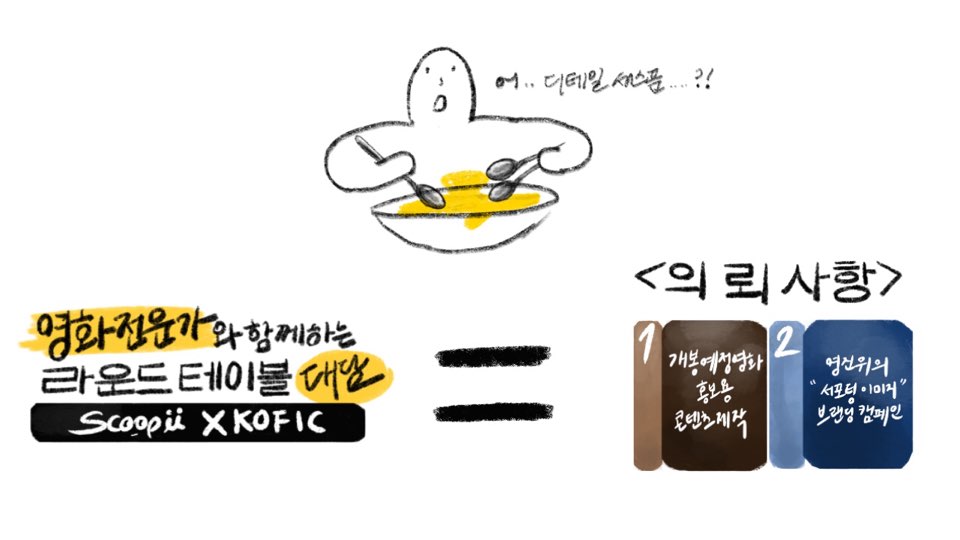 어.. 디테일 세스품....?!
영화전문가와 함께하는
라운드 테이블 대담
Scoopii X KOFIC
<의뢰사항>
1
개봉예정영화
홍보용
콘텐츠제작
2
영진위의
"서포팅 이미지"
브랜딩 캠페인